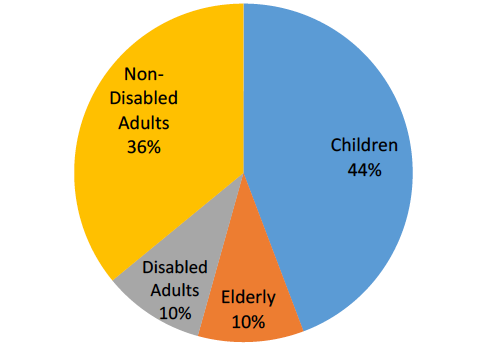 Non-
Disabled
Adults
36%
Children
44%
Disabled
Adults
10%
Elderly
10%